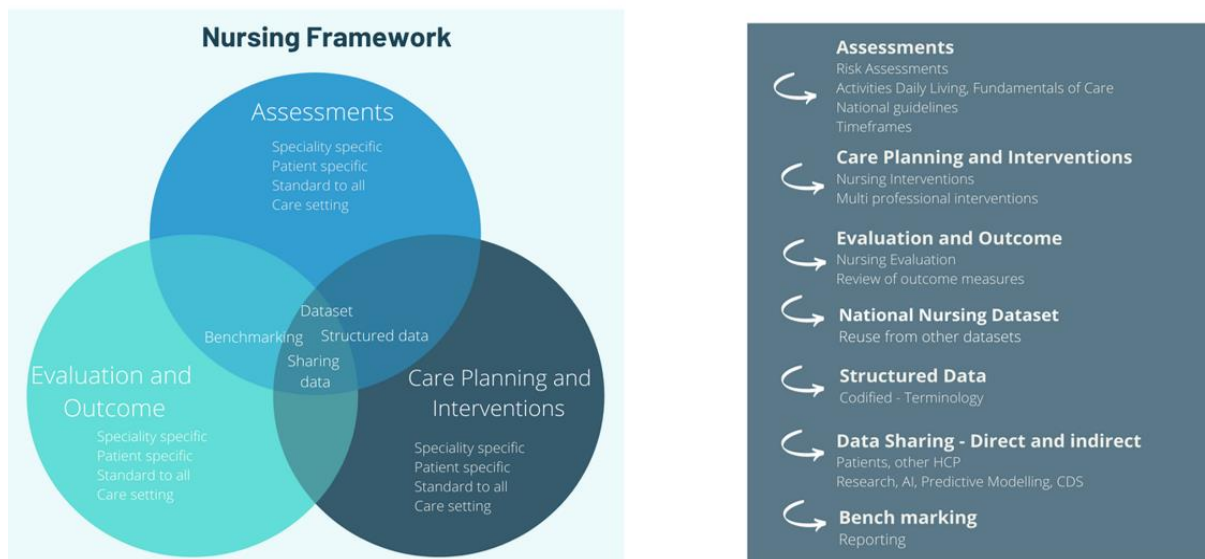 Nursing Framework
Assessments
Speciality specific
Patient specific
Standard to all
Care setting
Dataset
Benchmarking
Structured data
Sharing
data
Evaluation and
Outcome
Speciality specific
Patient specific
Standard to all
Care setting
Care Planning and
Interventions
Speciality specific
Patient specific
Standard to all
Care setting
Assessments
Risk Assessments
Activities Daily Living, Fundamentals of Care
National guidelines
Timeframes
Care Planning and Interventions
Nursing Interventions
Multi professional interventions
Evaluation and Outcome
Nursing Evaluation
Review of outcome measures
National Nursing Dataset
Reuse from other datasets
Structured Data
Codified - Terminology
Data Sharing - Direct and indirect
Patients, other HCP
Research, AI, Predictive Modelling, CDS
Bench marking
Reporting